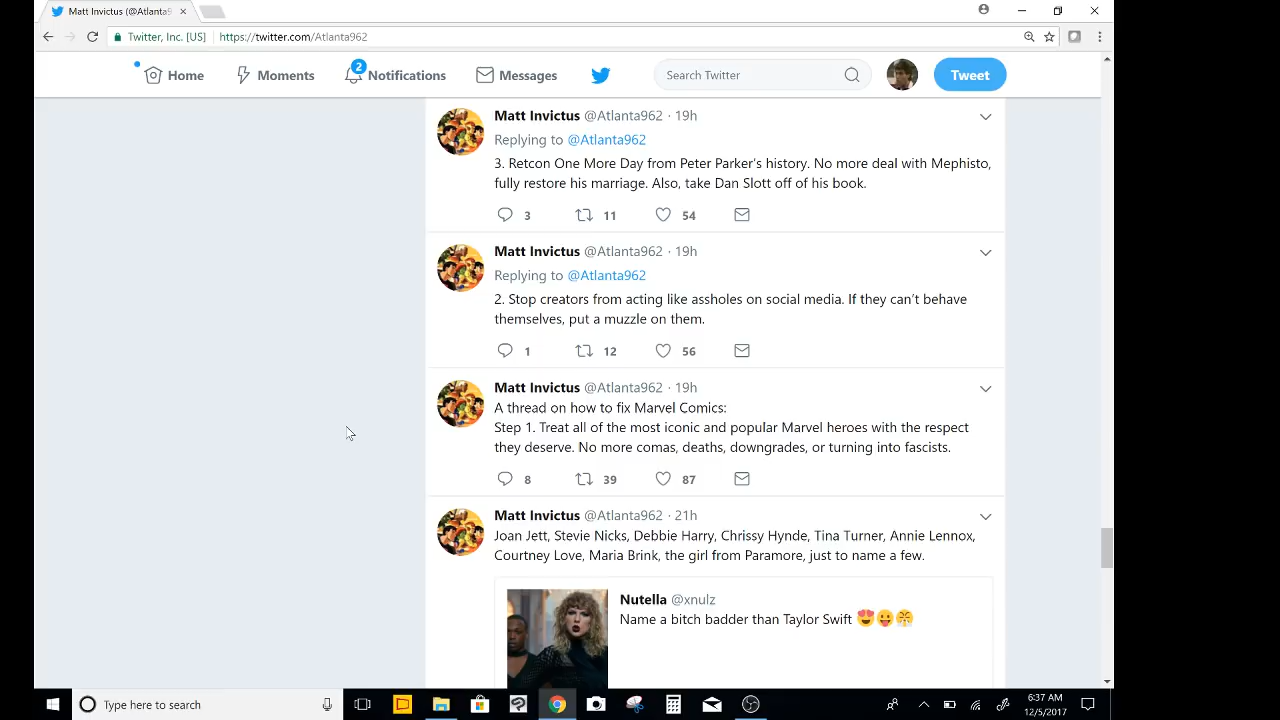 Matt Invictus (@Atlanta9
Twitter, Inc. [US]
https://twitter.com/Atlanta962
Home
Moments
2
Notifications
Messages
Search Twitter
Tweet
Matt Invictus @Atlanta962 · 19h
Replying to @Atlanta962
3. Retcon One More Day from Peter Parker's history. No more deal with Mephisto,
fully restore his marriage. Also, take Dan Slott off of his book.
3 11 54
Matt Invictus @Atlanta962 · 19h
Replying to @Atlanta962
2. Stop creators from acting like assholes on social media. If they can't behave
themselves, put a muzzle on them.
1 12 56
Matt Invictus @Atlanta962 · 19h
A thread on how to fix Marvel Comics:
Step 1. Treat all of the most iconic and popular Marvel heroes with the respect
they deserve. No more comas, deaths, downgrades, or turning into fascists.
8 39 87
Matt Invictus @Atlanta962 · 21h
Joan Jett, Stevie Nicks, Debbie Harry, Chrissy Hynde, Tina Turner, Annie Lennox,
Courtney Love, Maria Brink, the girl from Paramore, just to name a few.
Nutella @xnulz
Name a bitch badder than Taylor Swift 😍😛😤
Type here to search
6:37 AM
12/5/2017